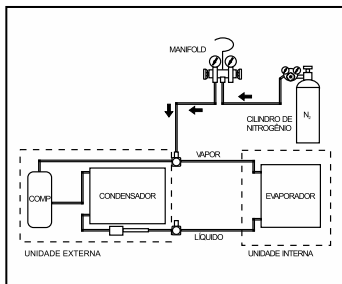 MANIFOLD
CILINDRO DE
NITROGÊNIO
N₂
VAPOR
COMP
CONDENSADOR
EVAPORADOR
LÍQUIDO
UNIDADE EXTERNA
UNIDADE INTERNA